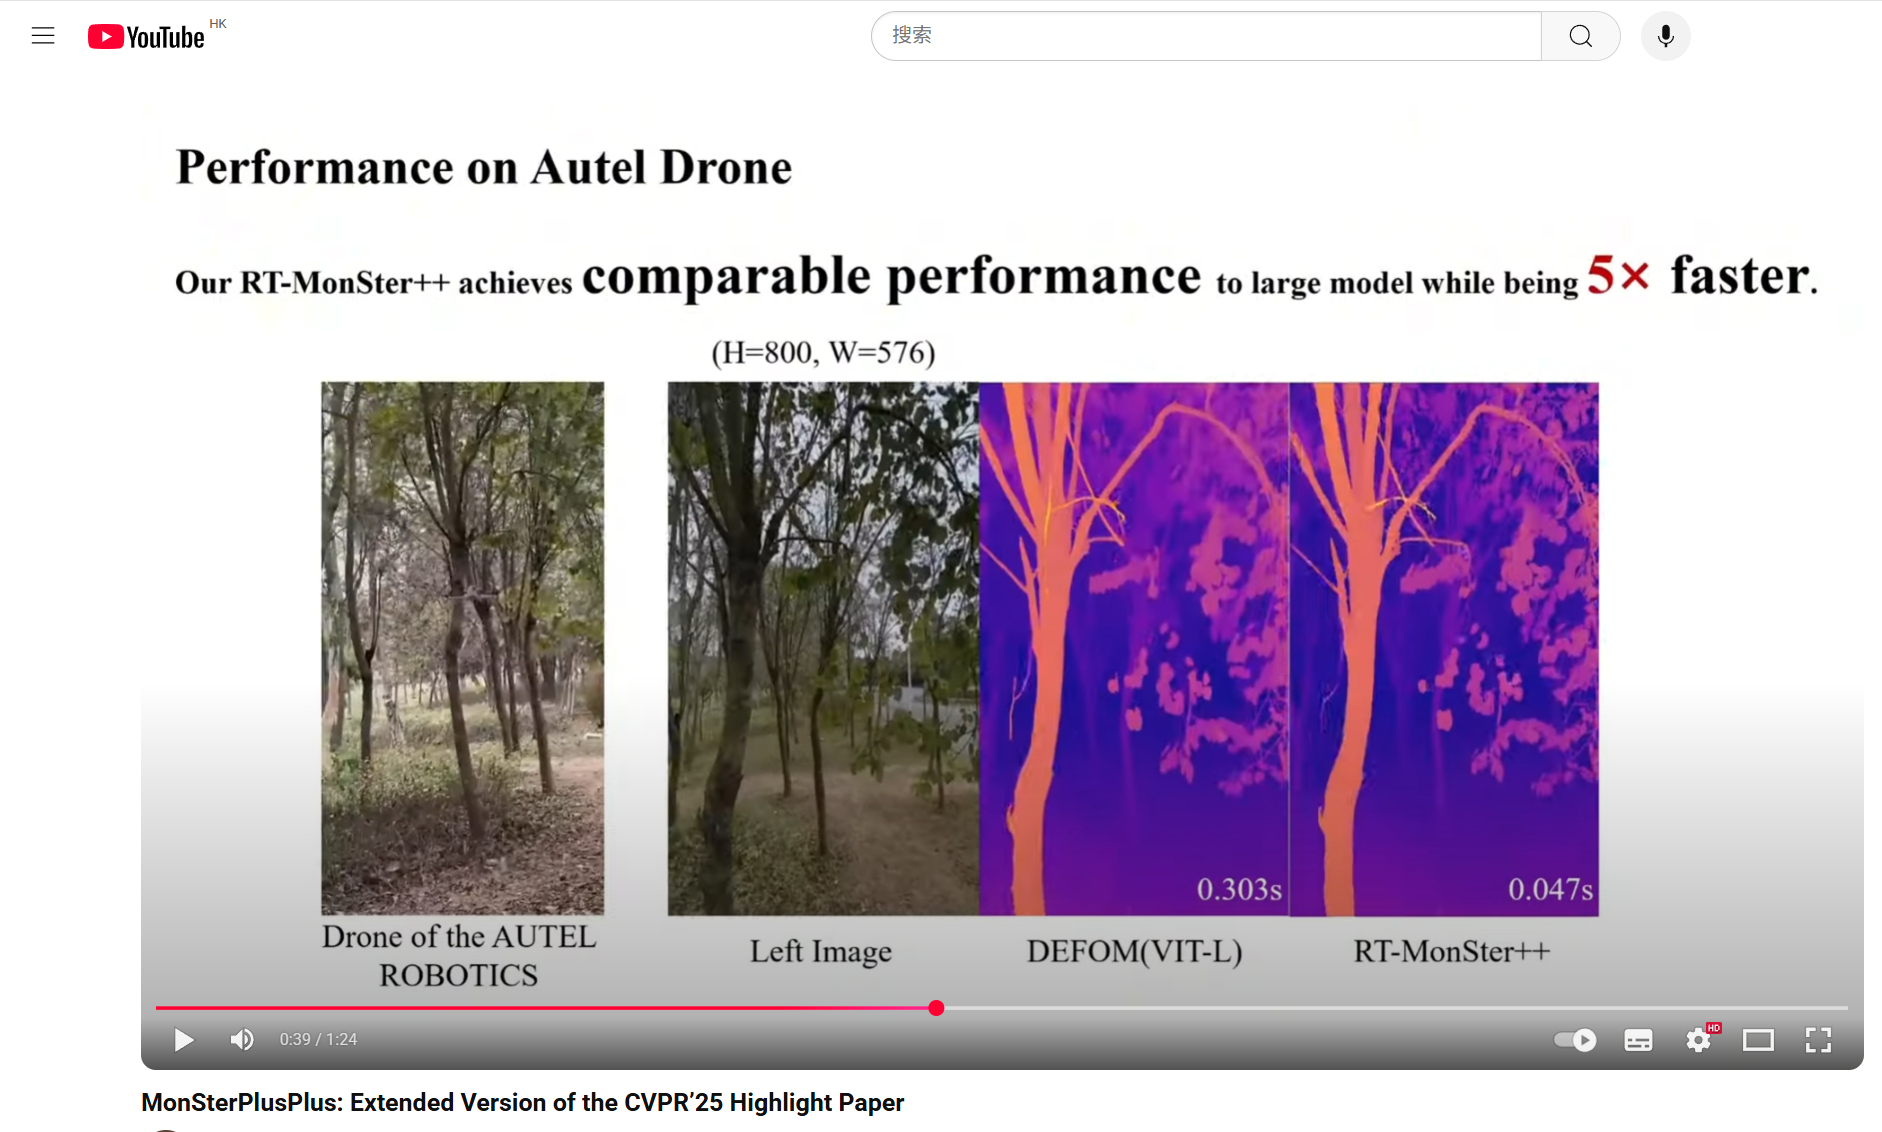 YouTube HK
搜索
Performance on Autel Drone
Our RT-MonSter++ achieves comparable performance to large model while being 5× faster.
(H=800, W=576)
0.303s
0.047s
Drone of the AUTEL
ROBOTICS
Left Image
DEFOM(VIT-L)
RT-MonSter++
0:39 / 1:24
HD
MonSterPlusPlus: Extended Version of the CVPR’25 Highlight Paper